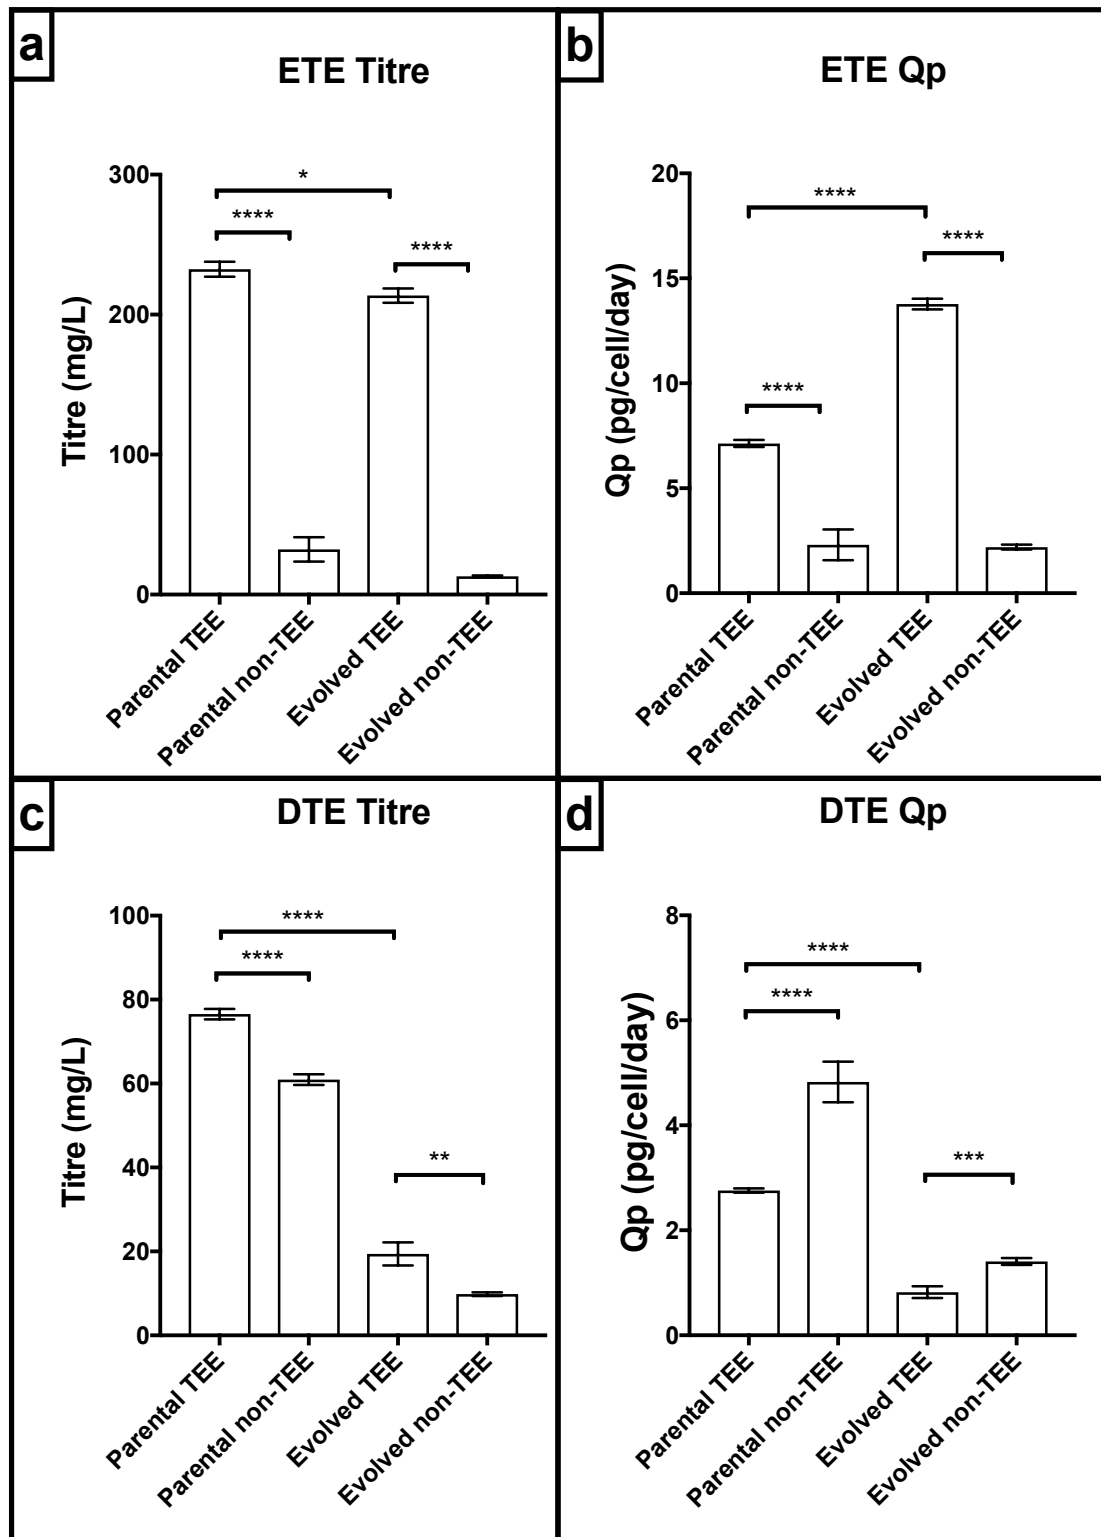 a
ETE Titre
Titre (mg/L)
300
200
100
0
*
****
****
Parental TEE
Parental non-TEE
Evolved TEE
Evolved non-TEE
b
ETE Qp
Qp (pg/cell/day)
20
15
10
5
0
****
****
****
Parental TEE
Parental non-TEE
Evolved TEE
Evolved non-TEE
c
DTE Titre
Titre (mg/L)
100
80
60
40
20
0
****
****
**
Parental TEE
Parental non-TEE
Evolved TEE
Evolved non-TEE
d
DTE Qp
Qp (pg/cell/day)
8
6
4
2
0
****
****
***
Parental TEE
Parental non-TEE
Evolved TEE
Evolved non-TEE